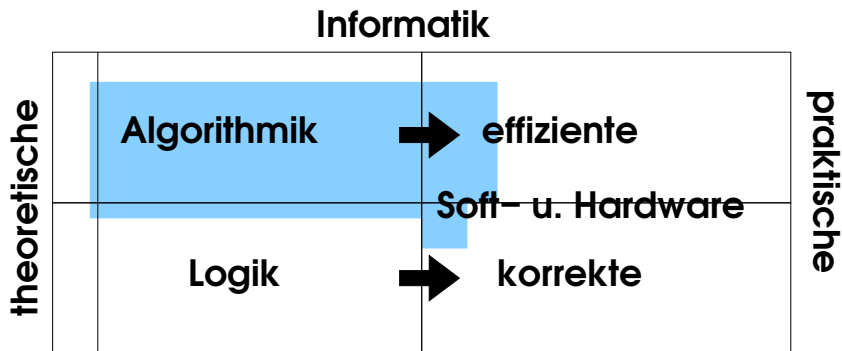 Informatik
theoretische
praktische
Algorithmik
effiziente
Soft– u. Hardware
Logik
korrekte